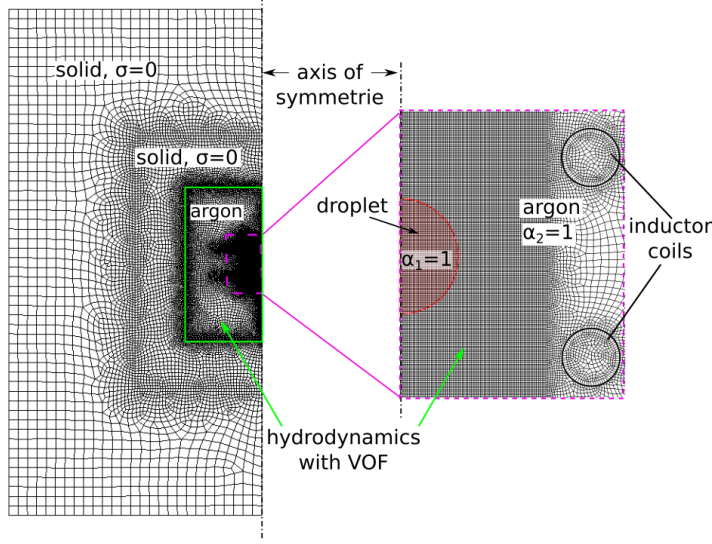 solid, σ=0
axis of
symmetrie
solid, σ=0
argon
droplet
argon
α₂=1
α₁=1
inductor
coils
hydrodynamics
with VOF